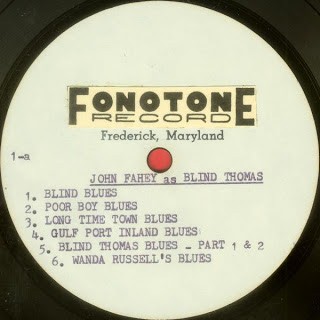 FONOTONE
RECORD
Frederick, Maryland
1-a
JOHN FAHEY as BLIND THOMAS
1. BLIND BLUES
2. POOR BOY BLUES
3. LONG TIME TOWN BLUES
4. GULF PORT INLAND BLUES
5. BLIND THOMAS BLUES - PART 1 & 2
6. WANDA RUSSELL'S BLUES